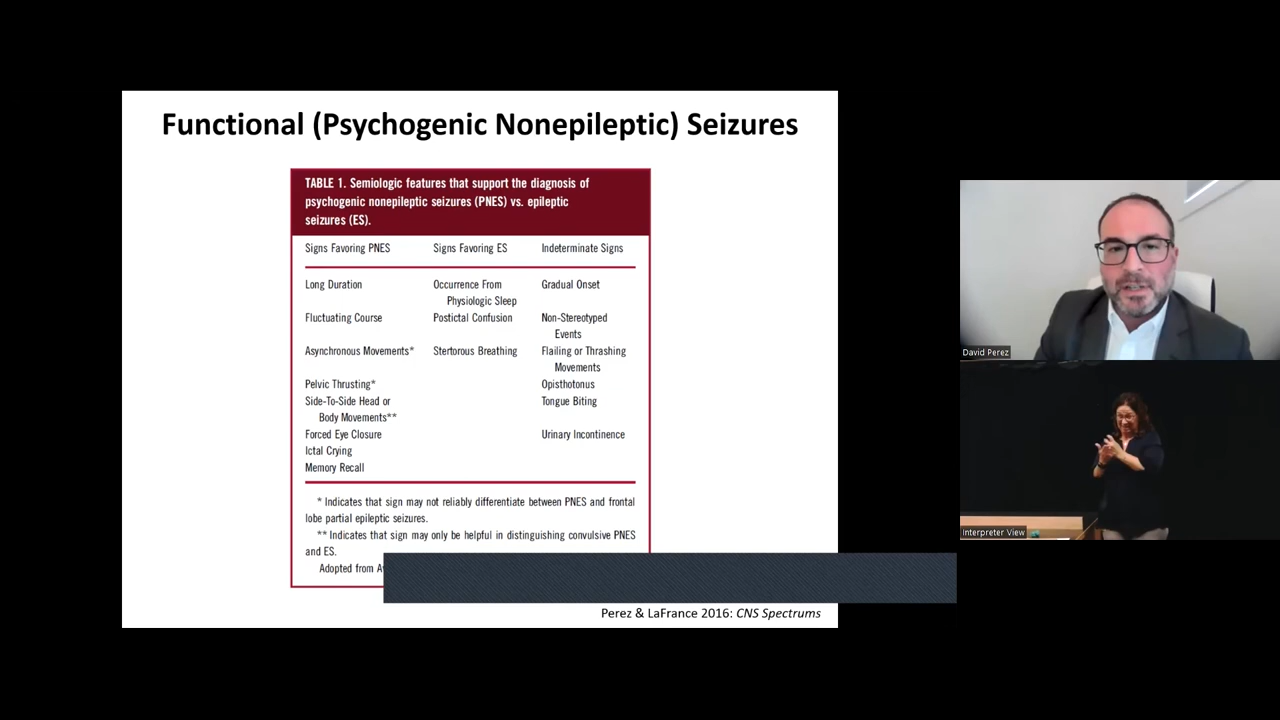 Functional (Psychogenic Nonepileptic) Seizures
TABLE 1. Semiologic features that support the diagnosis of
psychogenic nonepileptic seizures (PNES) vs. epileptic
seizures (ES).
Signs Favoring PNES Signs Favoring ES Indeterminate Signs
Long Duration Occurrence From Gradual Onset
Physiologic Sleep
Fluctuating Course Postictal Confusion Non-Stereotyped
Events
Asynchronous Movements* Stertorous Breathing Flailing or Thrashing
Movements
Pelvic Thrusting* Opisthotonus
Side-To-Side Head or Tongue Biting
Body Movements**
Forced Eye Closure Urinary Incontinence
Ictal Crying
Memory Recall
* Indicates that sign may not reliably differentiate between PNES and frontal
lobe partial epileptic seizures.
** Indicates that sign may only be helpful in distinguishing convulsive PNES
and ES.
Adopted from
Perez & LaFrance 2016: CNS Spectrums
David Perez
Interpreter View